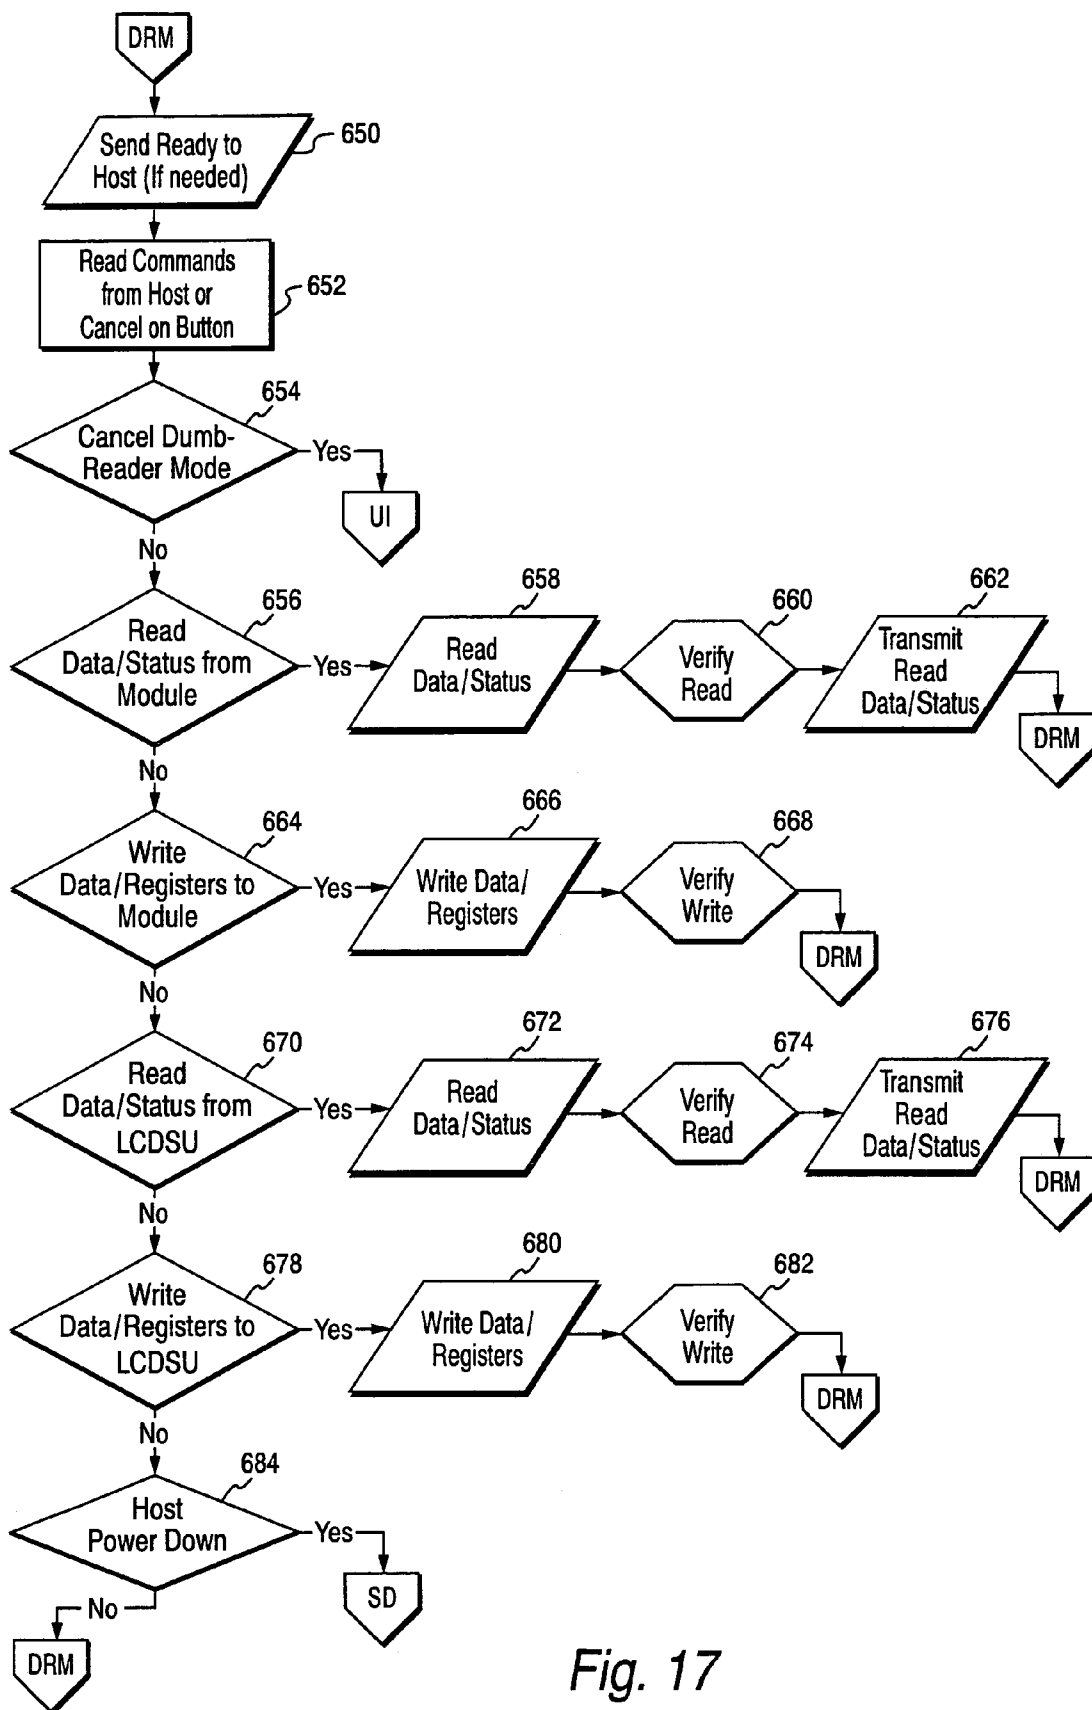 DRM
Send Ready to
Host (If needed)
650
Read Commands
from Host or
Cancel on Button
652
654
Cancel Dumb-
Reader Mode
Yes
UI
No
656
Read
Data/Status from
Module
Yes
658
Read
Data/Status
660
Verify
Read
662
Transmit
Read
Data/Status
DRM
No
664
Write
Data/Registers to
Module
Yes
666
Write Data/
Registers
668
Verify
Write
DRM
No
670
Read
Data/Status from
LCDSU
Yes
672
Read
Data/Status
674
Verify
Read
676
Transmit
Read
Data/Status
DRM
No
678
Write
Data/Registers to
LCDSU
Yes
680
Write Data/
Registers
682
Verify
Write
DRM
No
684
Host
Power Down
Yes
SD
No
DRM
Fig. 17